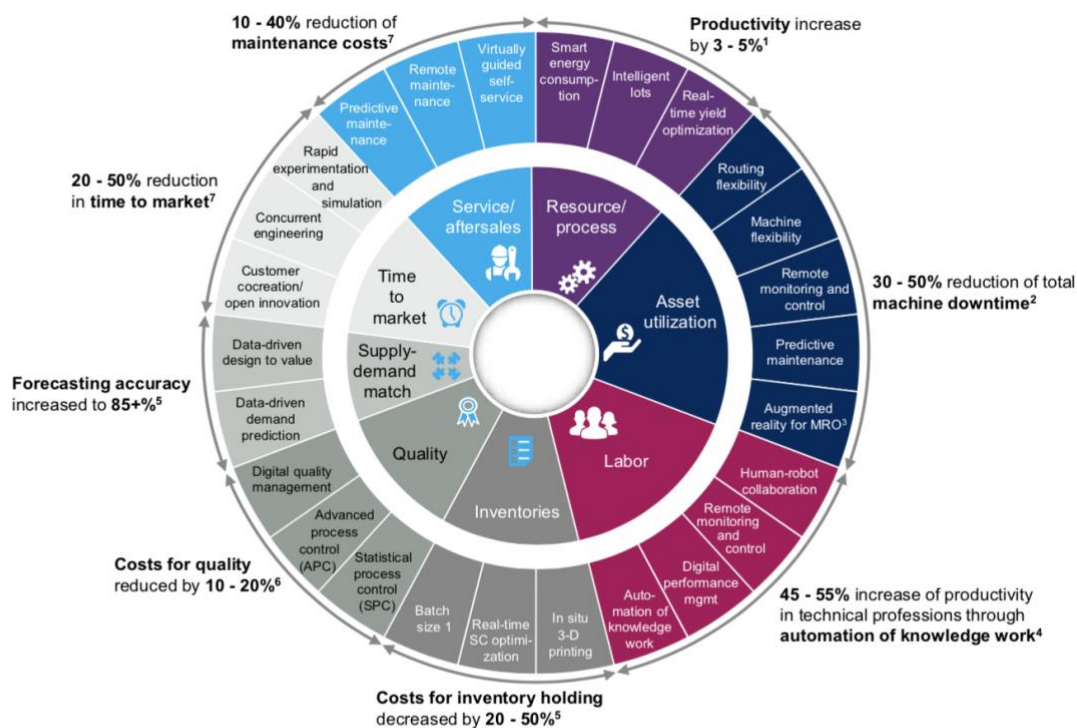 10 - 40% reduction of
maintenance costs⁷
Productivity increase
by 3 - 5%¹
20 - 50% reduction
in time to market⁷
30 - 50% reduction of total
machine downtime²
Forecasting accuracy
increased to 85+%⁵
Costs for quality
reduced by 10 - 20%⁶
45 - 55% increase of productivity
in technical professions through
automation of knowledge work⁴
Costs for inventory holding
decreased by 20 - 50%⁵
Smart
energy
consump-
tion
Intelligent
lots
Real-
time yield
optimization
Routing
flexibility
Machine
flexibility
Remote
monitoring and
control
Predictive
maintenance
Augmented
reality for MRO³
Human-robot
collaboration
Remote
monitoring and
control
Digital
performance
mgmt
Auto-
mation of
knowledge
work
In situ
3-D
printing
Real-time
SC optimi-
zation
Batch
size 1
Statistical
process
control
(SPC)
Advanced
process
control
(APC)
Digital quality
management
Data-driven
demand
prediction
Data-driven
design to value
Customer
cocreation/
open innovation
Concurrent
engineering
Rapid
experimentation
and
simulation
Predictive
mainte-
nance
Remote
mainte-
nance
Virtually
guided
self-
service
Service/
aftersales
Resource/
process
Asset
utilization
Labor
Inventories
Quality
Supply-
demand
match
Time
to
market
$